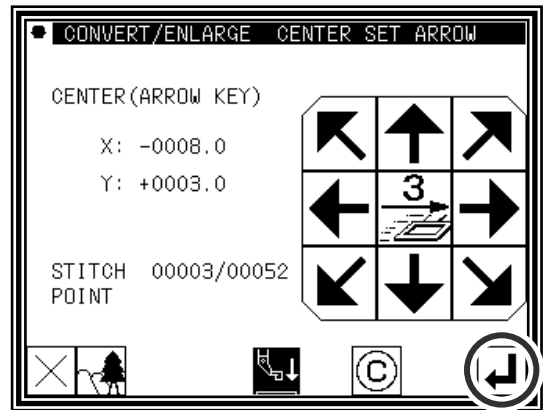 CONVERT/ENLARGE CENTER SET ARROW
CENTER(ARROW KEY)
X: -0008.0
Y: +0003.0
3
STITCH 00003/00052
POINT
C